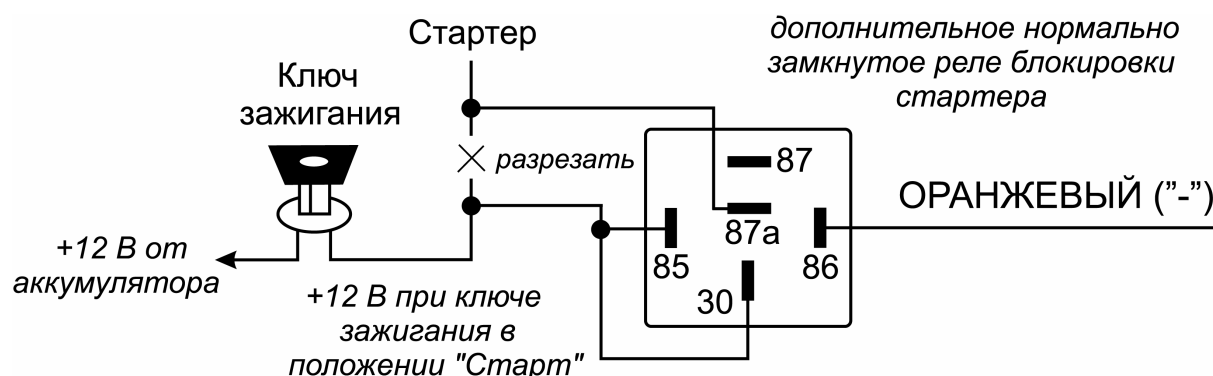 Стартер
дополнительное нормально
замкнутое реле блокировки
стартера
Ключ
зажигания
разрезать
87
ОРАНЖЕВЫЙ ("-")
87а
85
86
30
+12 В от
аккумулятора
+12 В при ключе
зажигания в
положении "Старт"